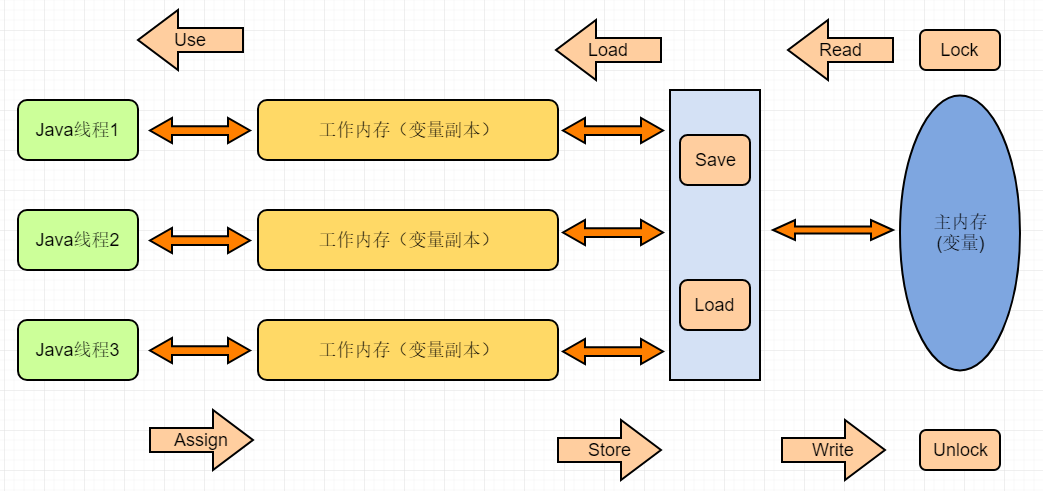 Use
Load
Read
Lock
Java线程1
工作内存（变量副本）
Save
Java线程2
工作内存（变量副本）
主内存
(变量)
Load
Java线程3
工作内存（变量副本）
Assign
Store
Write
Unlock